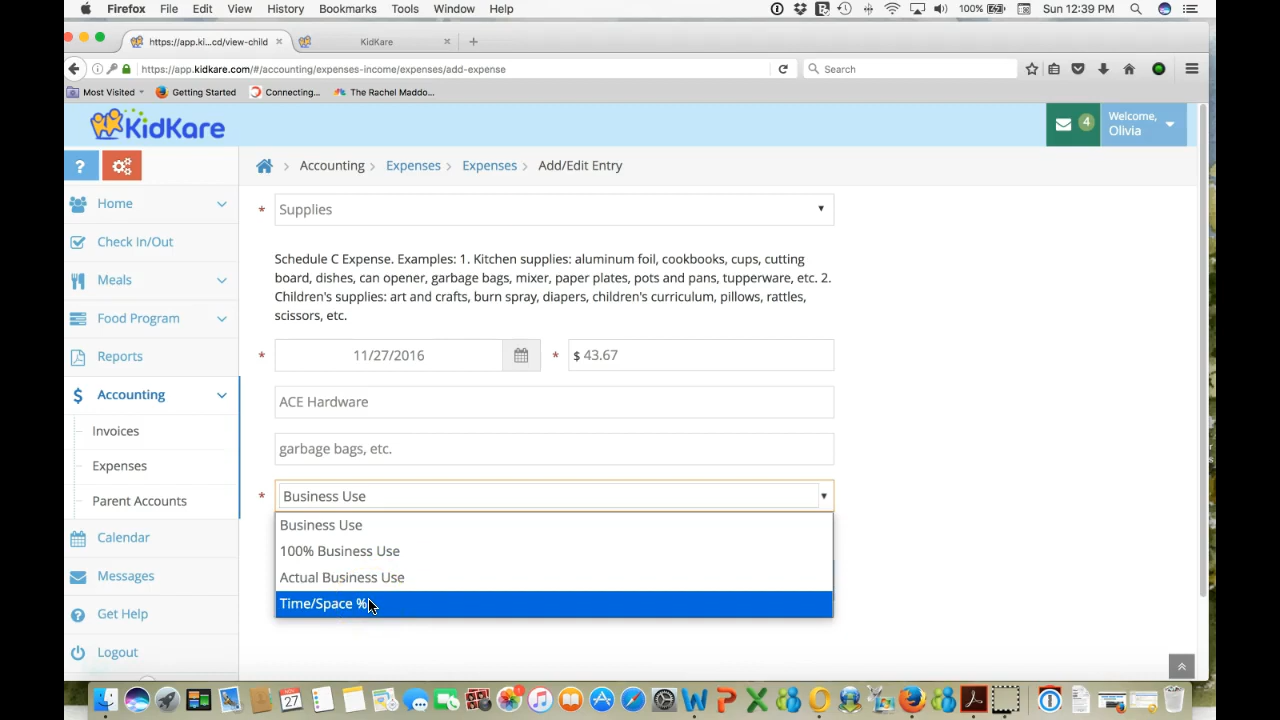 Firefox File Edit View History Bookmarks Tools Window Help 100% Sun 12:39 PM
https://app.ki...cd/view-child KidKare
https://app.kidkare.com/#/accounting/expenses-income/expenses/add-expense Search
Most Visited Getting Started Connecting... The Rachel Maddo...
KidKare 4 Welcome,
Olivia
? Accounting > Expenses > Expenses > Add/Edit Entry
Home
Check In/Out
Meals
Food Program
Reports
$ Accounting
Invoices
Expenses
Parent Accounts
Calendar
Messages
Get Help
Logout
* Supplies
Schedule C Expense. Examples: 1. Kitchen supplies: aluminum foil, cookbooks, cups, cutting
board, dishes, can opener, garbage bags, mixer, paper plates, pots and pans, tupperware, etc. 2.
Children's supplies: art and crafts, burn spray, diapers, children's curriculum, pillows, rattles,
scissors, etc.
* 11/27/2016 * $ 43.67
ACE Hardware
garbage bags, etc.
* Business Use
Business Use
100% Business Use
Actual Business Use
Time/Space %
NOV
27